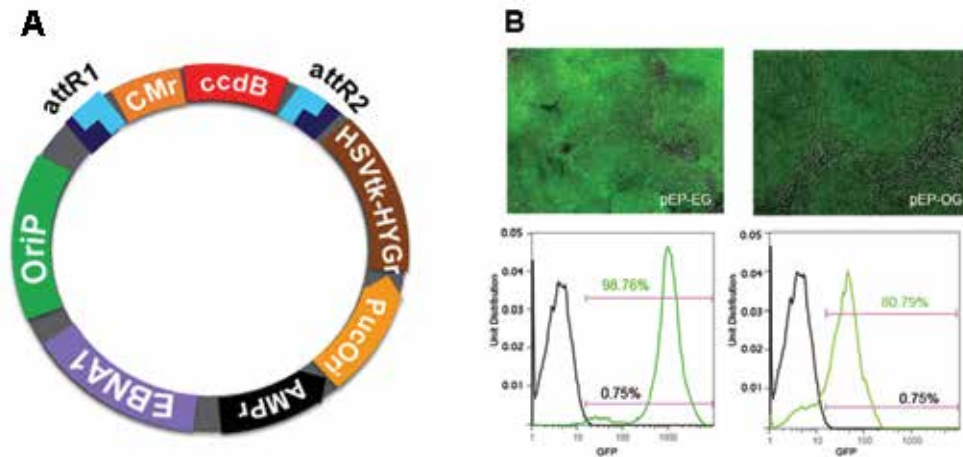 A
attR1
CMr
ccdB
attR2
HSVtk-HYGr
PucOri
AMPr
EBNA1
OriP
B
pEP-EG
pEP-OG
0.05
0.04
0.03
0.02
0.01
Unit Distribution
98.76%
0.75%
1
10
100
1000
GFP
0.05
0.04
0.03
0.02
0.01
Unit Distribution
80.79%
0.75%
1
10
100
1000
GFP